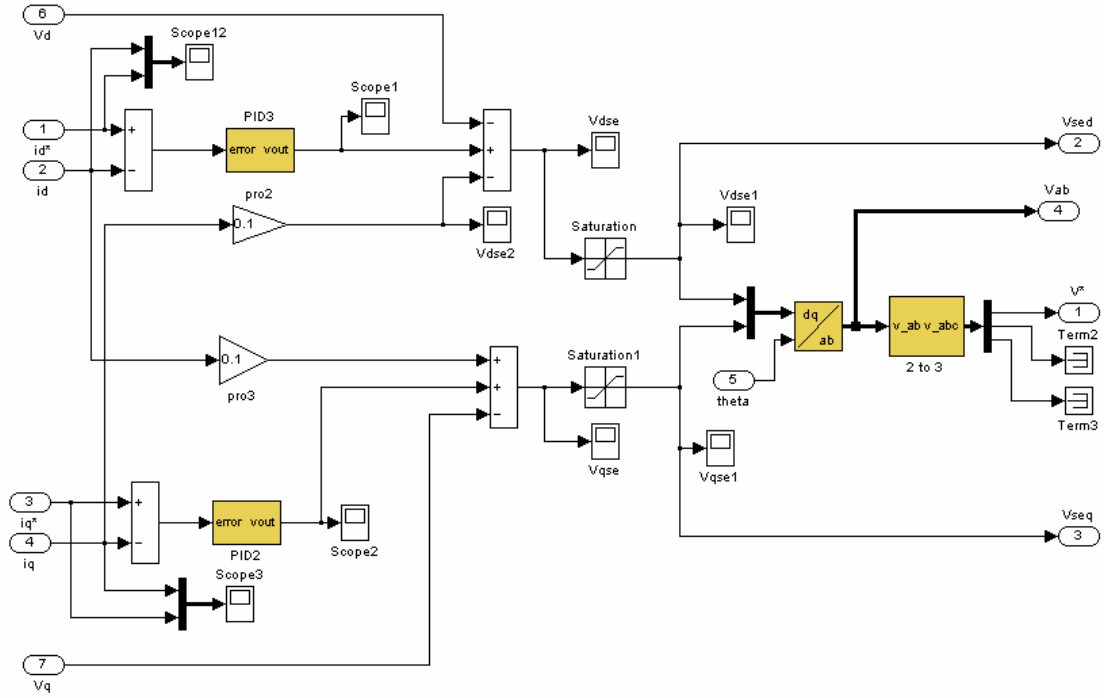 6
Vd
Scope12
Scope1
1
id*
+
PID3
error vout
−
+
−
Vdse
Vsed
2
2
id
−
pro2
0.1
Vdse2
Vdse1
Vab
4
Saturation
dq
ab
v_ab v_abc
2 to 3
V*
1
Term2
Term3
0.1
pro3
+
+
−
Saturation1
5
theta
Vqse
Vqse1
3
iq*
+
error vout
PID2
Scope2
4
iq
−
Scope3
Vseq
3
7
Vq